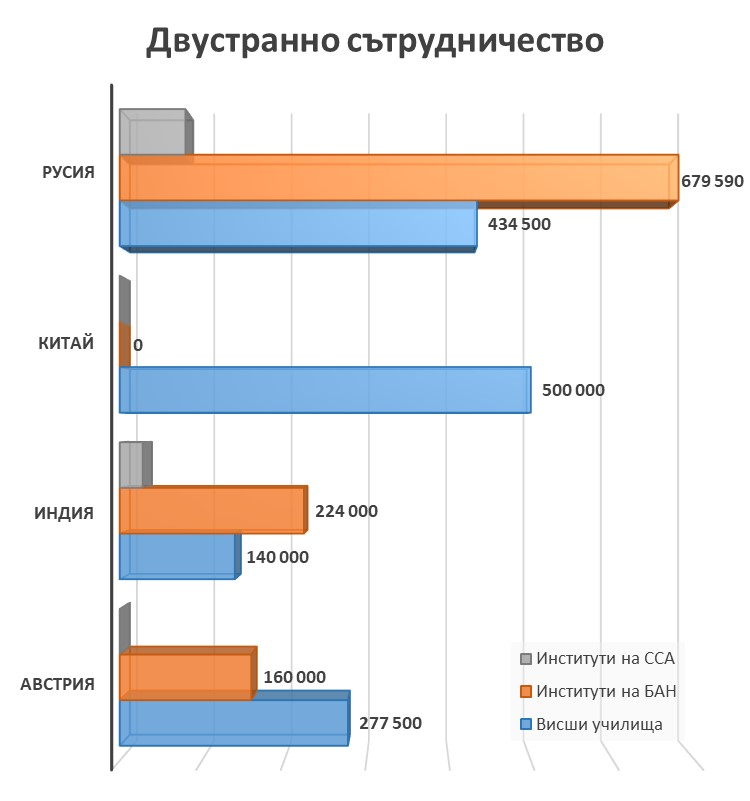 Двустранно сътрудничество
РУСИЯ
679 590
434 500
КИТАЙ
0
500 000
ИНДИЯ
224 000
140 000
АВСТРИЯ
160 000
277 500
Институти на ССА
Институти на БАН
Висши училища